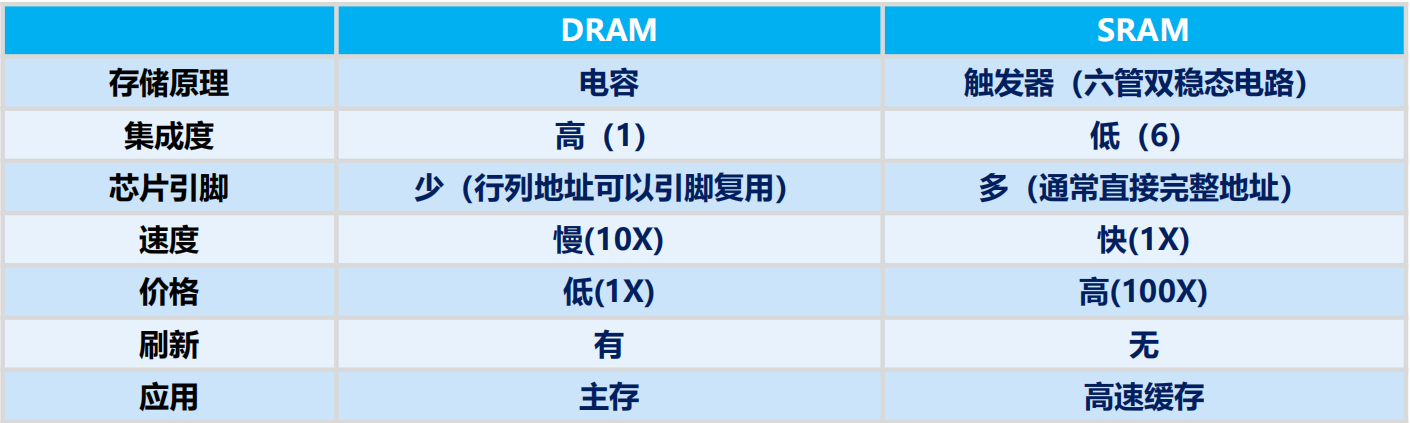 DRAM SRAM
存储原理 电容 触发器（六管双稳态电路）
集成度 高（1） 低（6）
芯片引脚 少（行列地址可以引脚复用） 多（通常直接完整地址）
速度 慢(10X) 快(1X)
价格 低(1X) 高(100X)
刷新 有 无
应用 主存 高速缓存